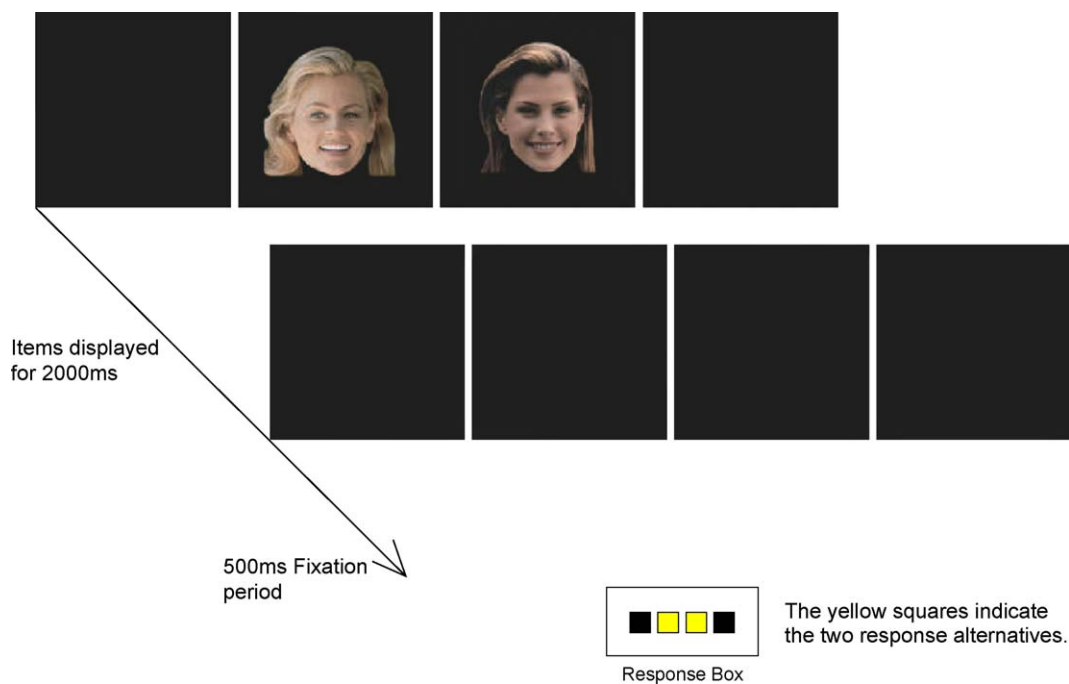 Items displayed
for 2000ms
500ms Fixation
period
The yellow squares indicate
the two response alternatives.
Response Box